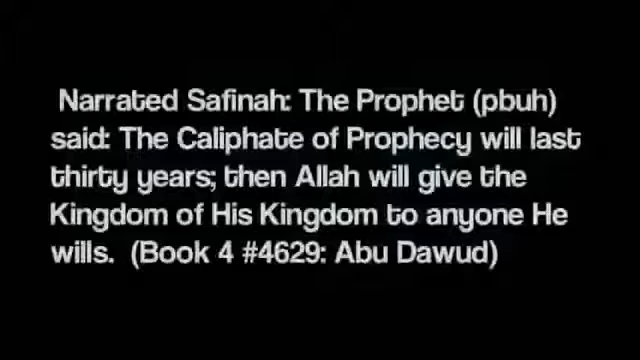 Narrated Safinah: The Prophet (pbuh)
said: The Caliphate of Prophecy will last
thirty years; then Allah will give the
Kingdom of His Kingdom to anyone He
wills. (Book 4 #4629: Abu Dawud)